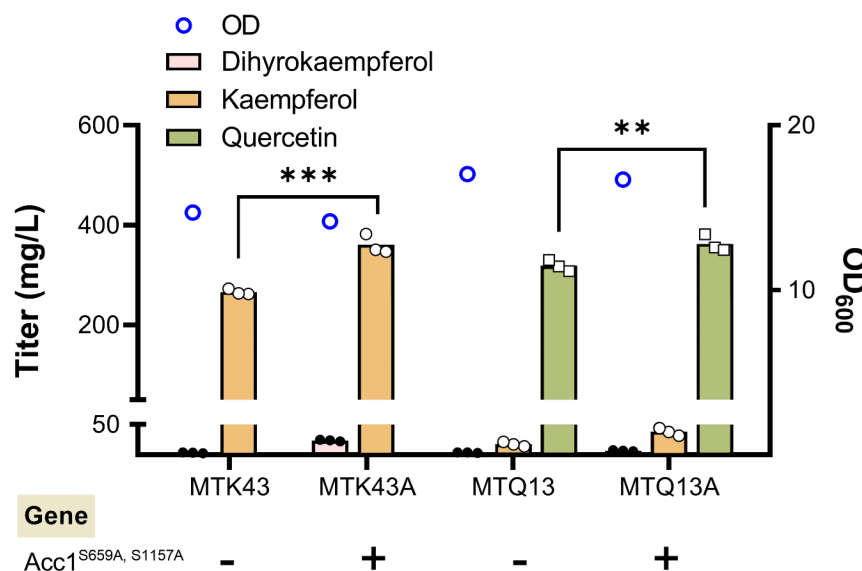 OD
Dihyrokaempferol
Kaempferol
Quercetin
600
400
200
50
Titer (mg/L)
***
**
20
10
OD600
MTK43 MTK43A MTQ13 MTQ13A
Gene
Acc1S659A, S1157A - + - +